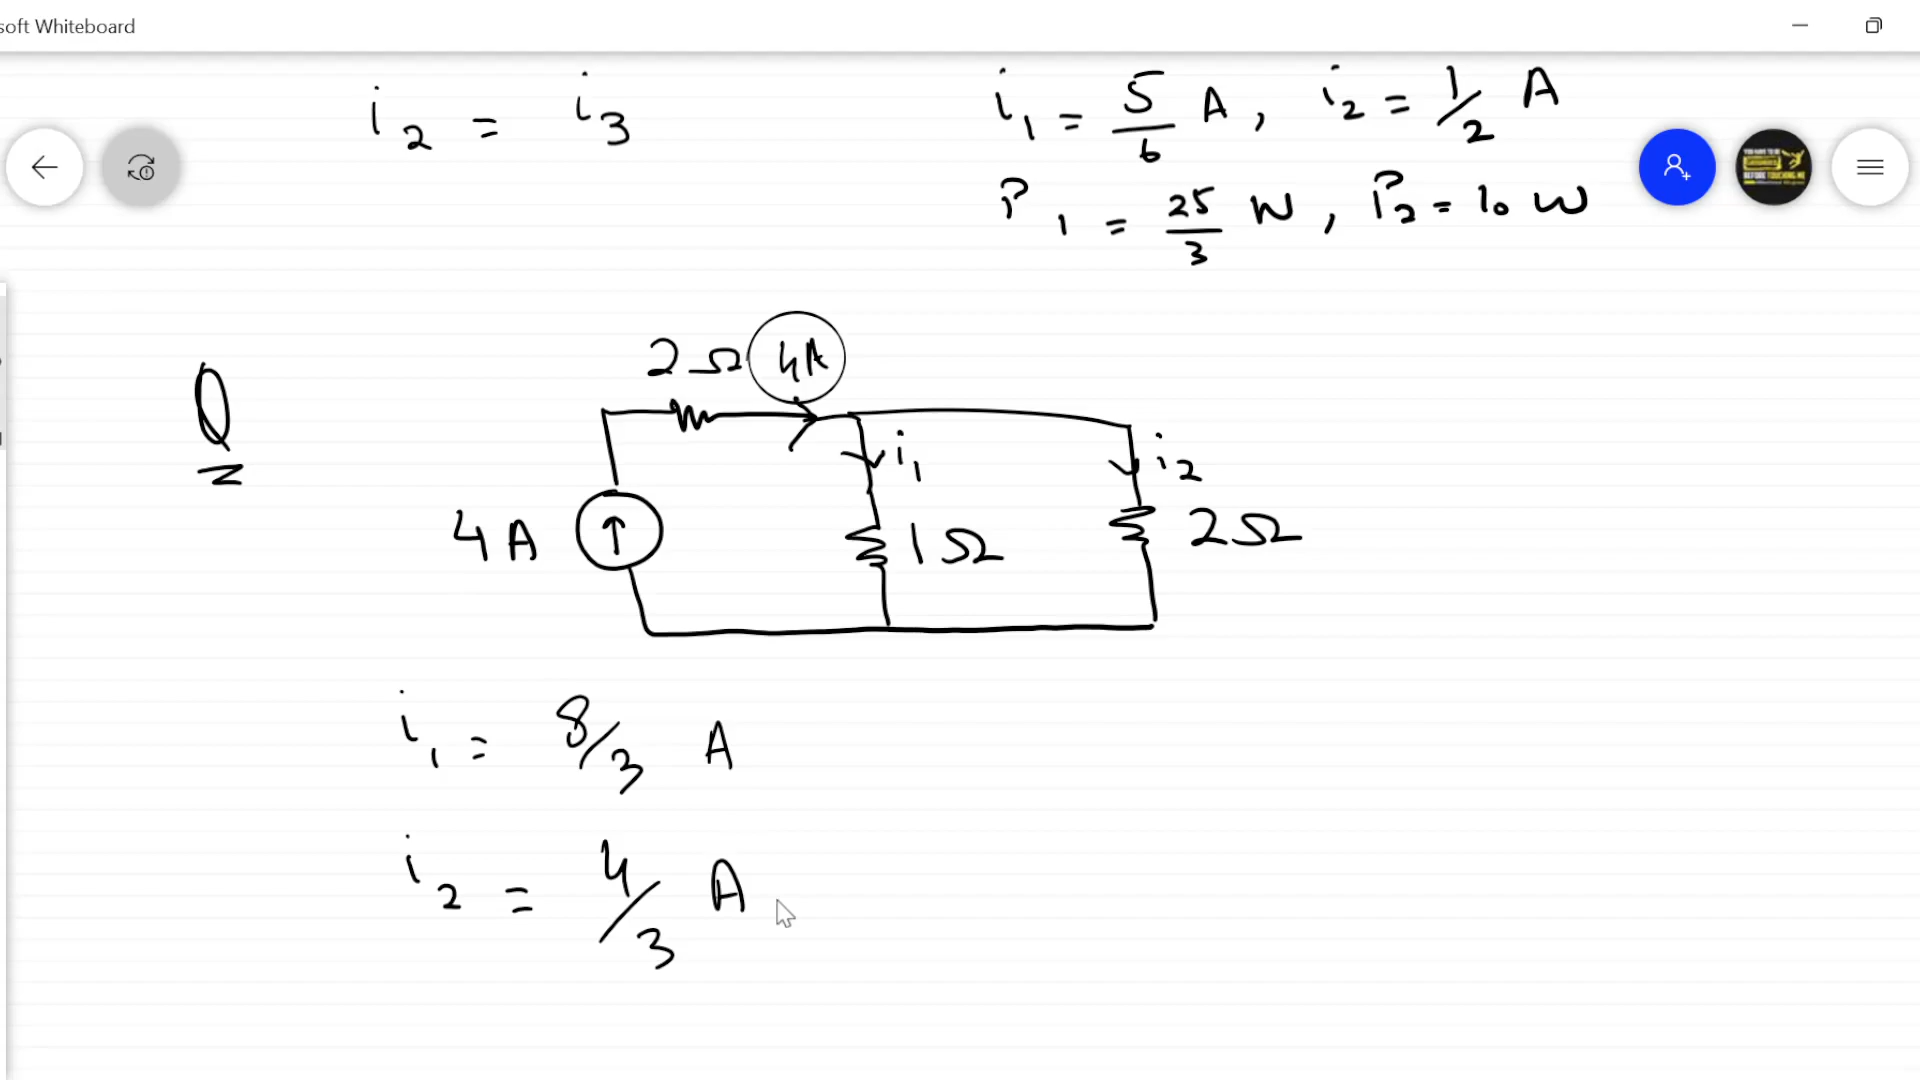 soft Whiteboard
i2 = i3
i1 = 5/6 A, i2 = 1/2 A
P1 = 25/3 W, P2 = 10 W
Q
2Ω 4A
i1
i2
4A
1Ω
2Ω
i1 = 8/3 A
i2 = 4/3 A